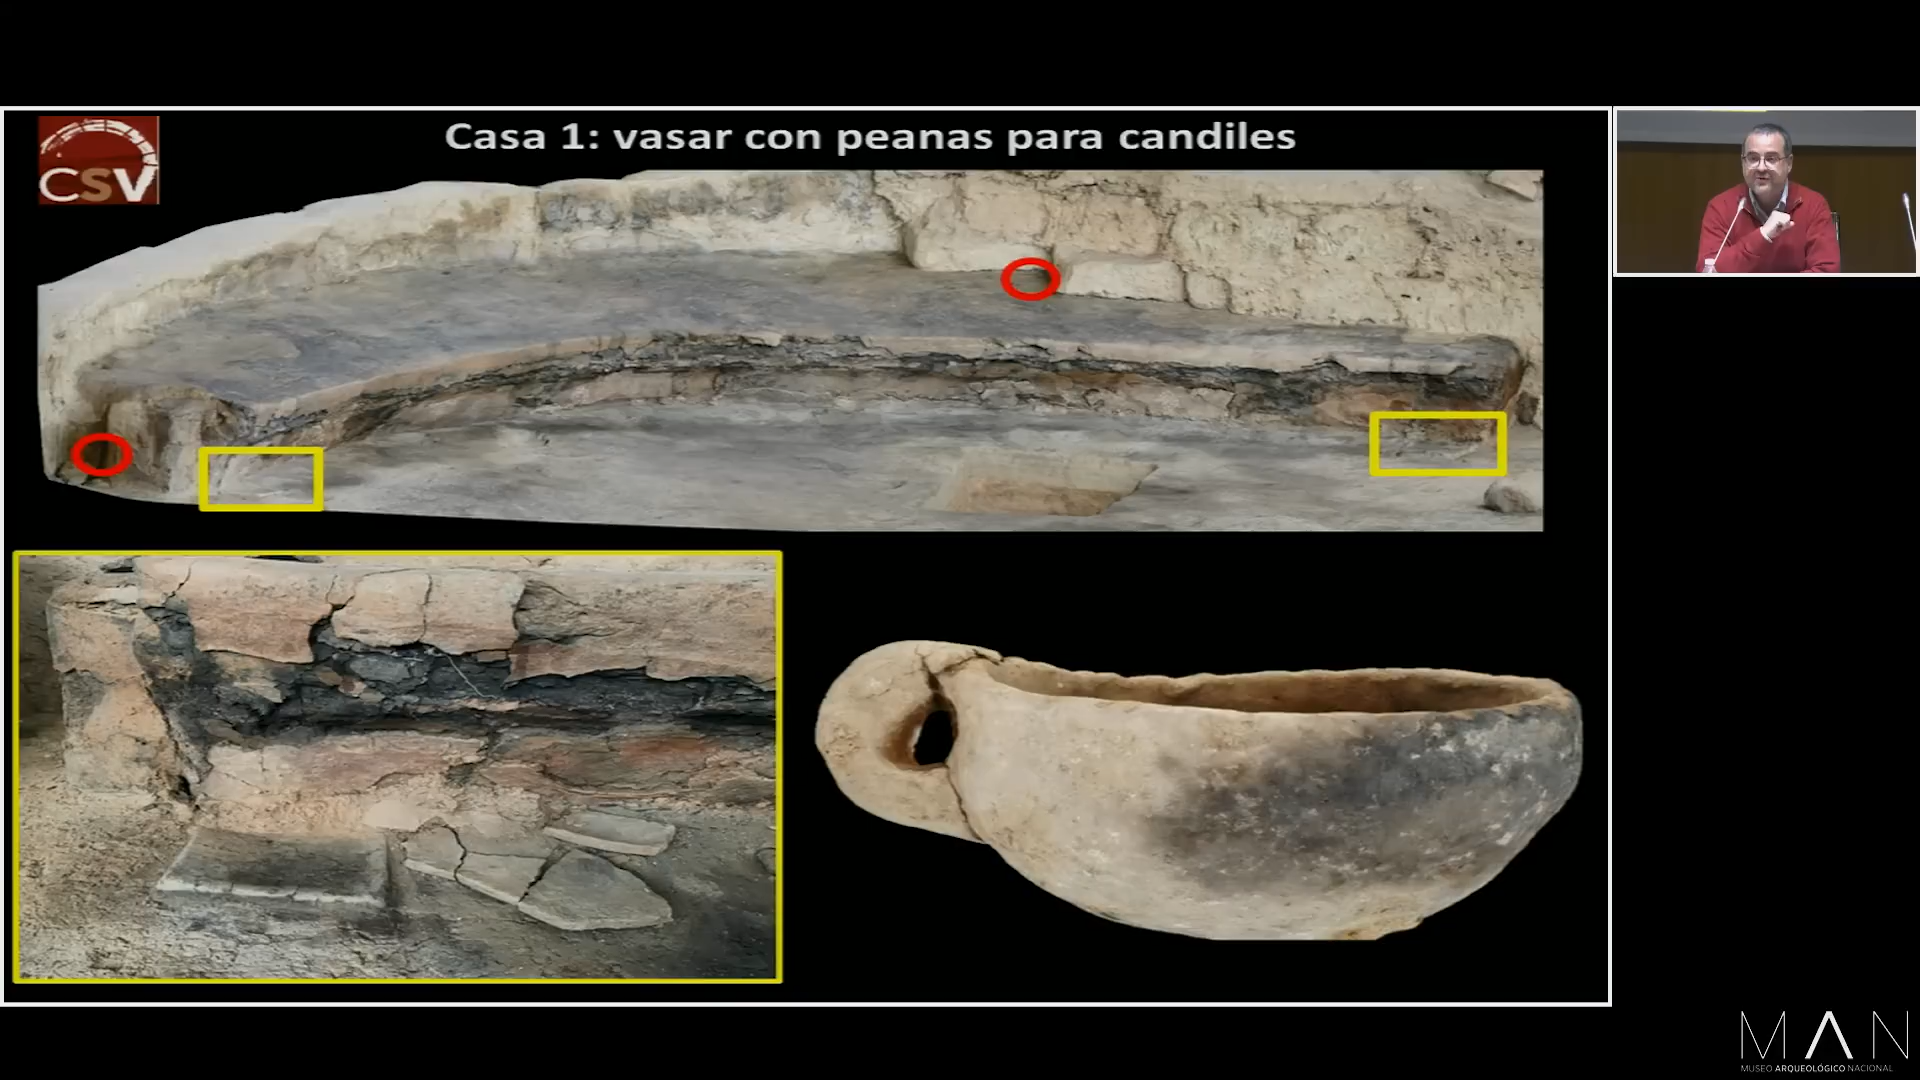 CSV
Casa 1: vasar con peanas para candiles
MAN
MUSEO ARQUEOLÓGICO NACIONAL